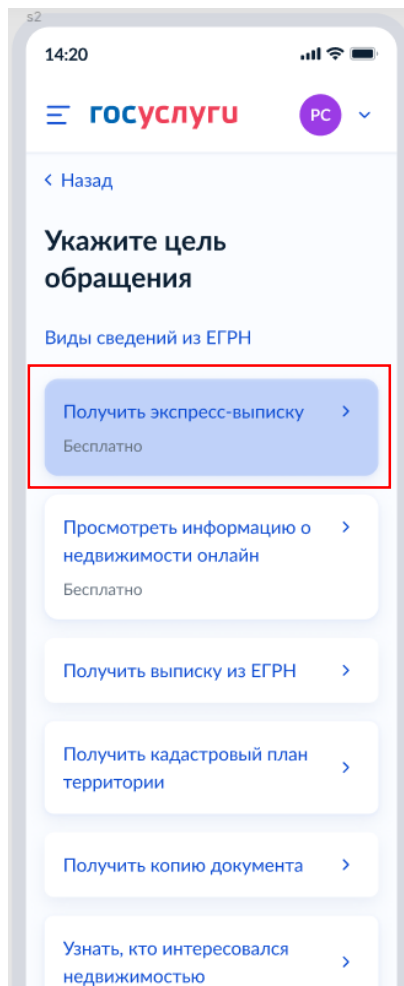 s2
14:20
госуслуги
РС
Назад
Укажите цель
обращения
Виды сведений из ЕГРН
Получить экспресс-выписку
Бесплатно
Просмотреть информацию о
недвижимости онлайн
Бесплатно
Получить выписку из ЕГРН
Получить кадастровый план
территории
Получить копию документа
Узнать, кто интересовался
недвижимостью